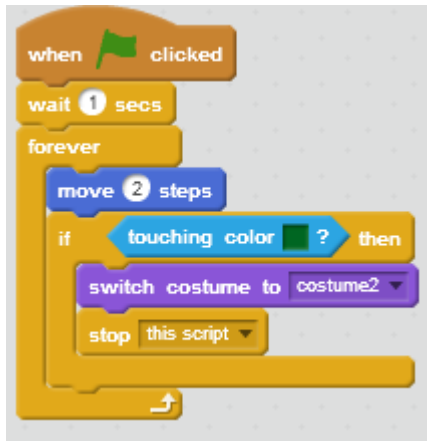 when clicked
wait 1 secs
forever
move 2 steps
if touching color ? then
switch costume to costume2
stop this script